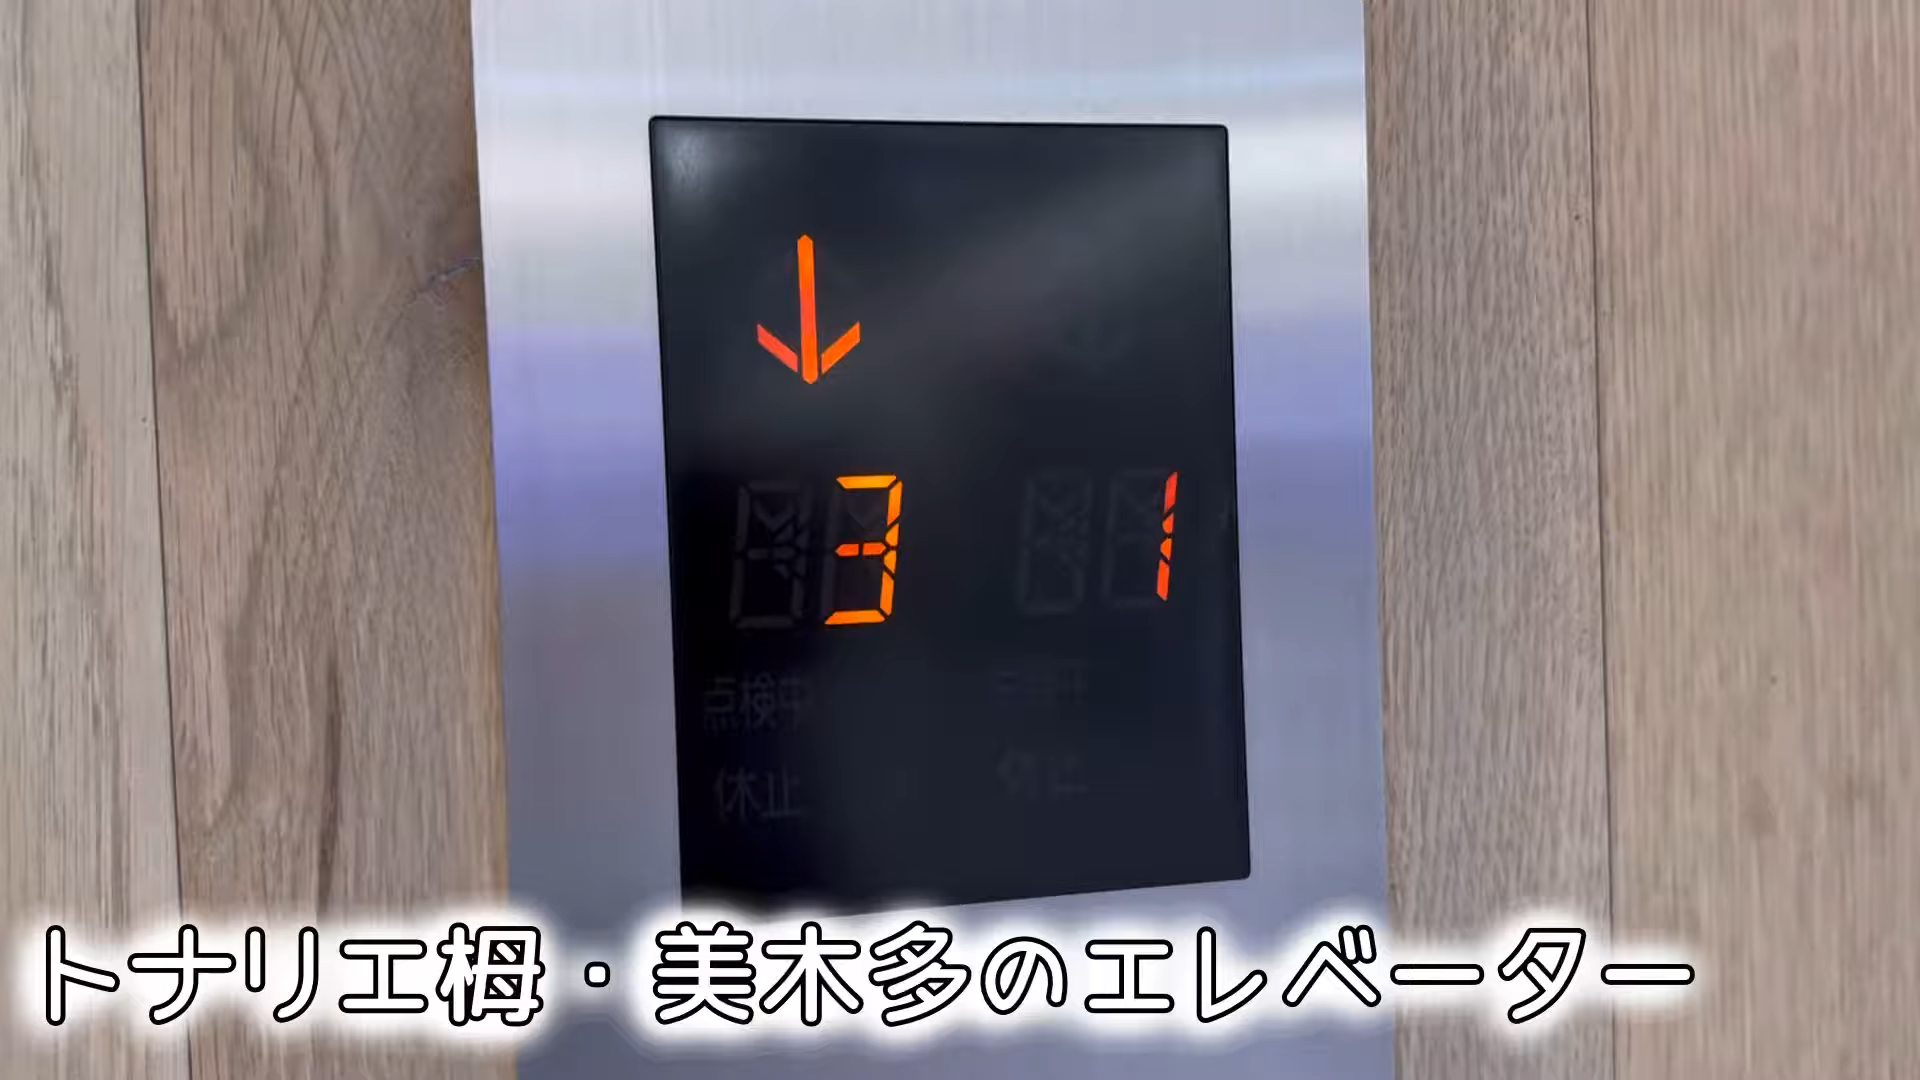 ↓
3 1
点検中
休止 休止
トナリエ栂・美木多のエレベーター